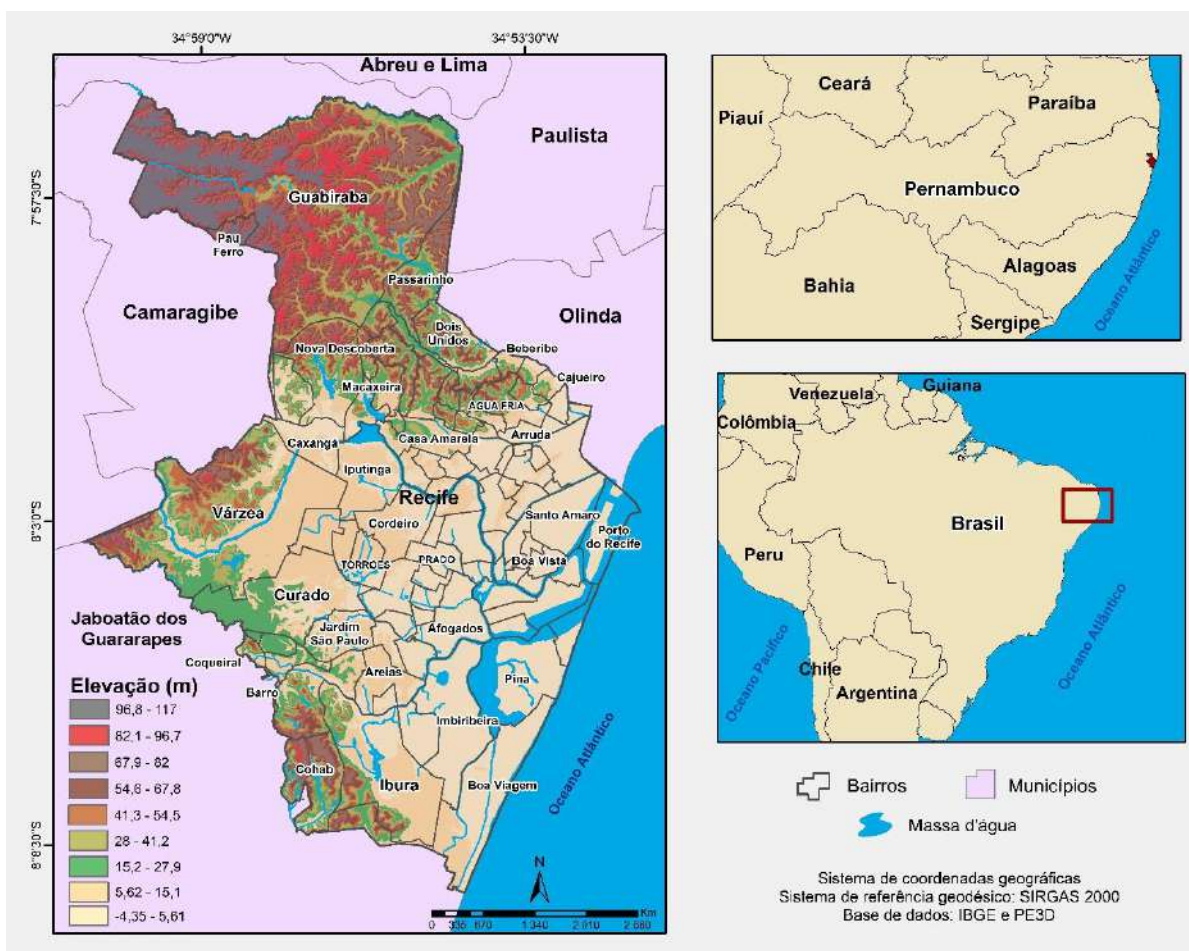 34°59'0"W
34°53'30"W
7°57'30"S
8°3'0"S
8°8'30"S
Abreu e Lima
Paulista
Guabiraba
Pau
Ferro
Passarinho
Camaragibe
Olinda
Dois
Unidos
Nova Descoberta
Beberibe
Cajueiro
Macaxeira
ÁGUA FRIA
Arruda
Casa Amarela
Caxangá
Iputinga
Recife
Várzea
Cordeiro
Santo Amaro
Porto
do Recife
Boa Vista
PRADO
TORRÕES
Curado
Jaboatão dos
Guararapes
Jardim
São Paulo
Afogados
Coqueiral
Areias
Pina
Barro
Imbiribeira
Cohab
Ibura
Boa Viagem
Oceano Atlântico
Elevação (m)
96,8 - 117
82,1 - 96,7
67,9 - 82
54,6 - 67,8
41,3 - 54,5
28 - 41,2
15,2 - 27,9
5,62 - 15,1
-4,35 - 5,61
N
Km
0 335 670 1.340 2.010 2.680
Ceará
Paraíba
Piauí
Pernambuco
Alagoas
Bahia
Sergipe
Oceano Atlântico
Venezuela
Guiana
Colômbia
Brasil
Peru
Chile
Argentina
Oceano Pacífico
Oceano Atlântico
Bairros
Municípios
Massa d'água
Sistema de coordenadas geográficas
Sistema de referência geodésico: SIRGAS 2000
Base de dados: IBGE e PE3D